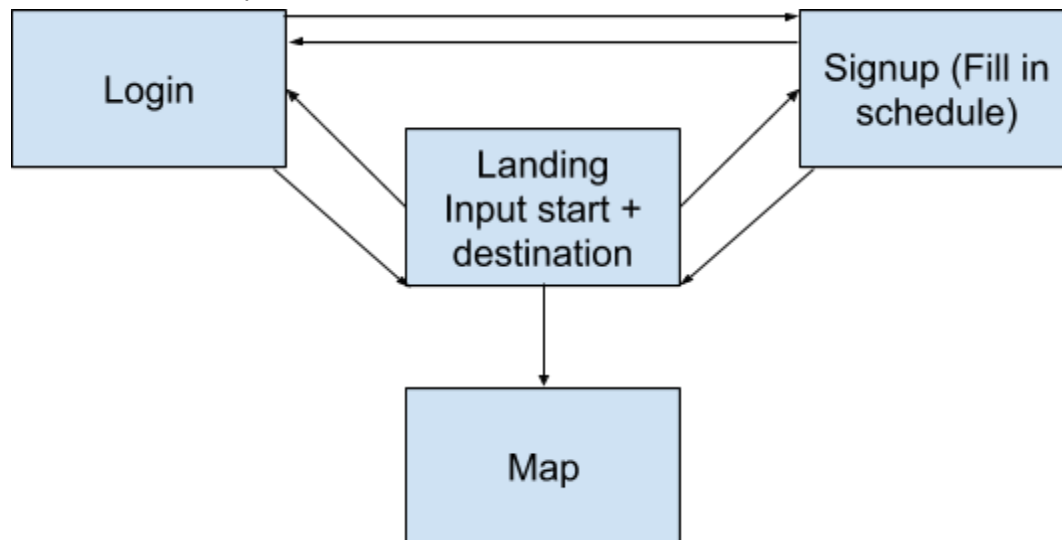 Login
Signup (Fill in
schedule)
Landing
Input start +
destination
Map